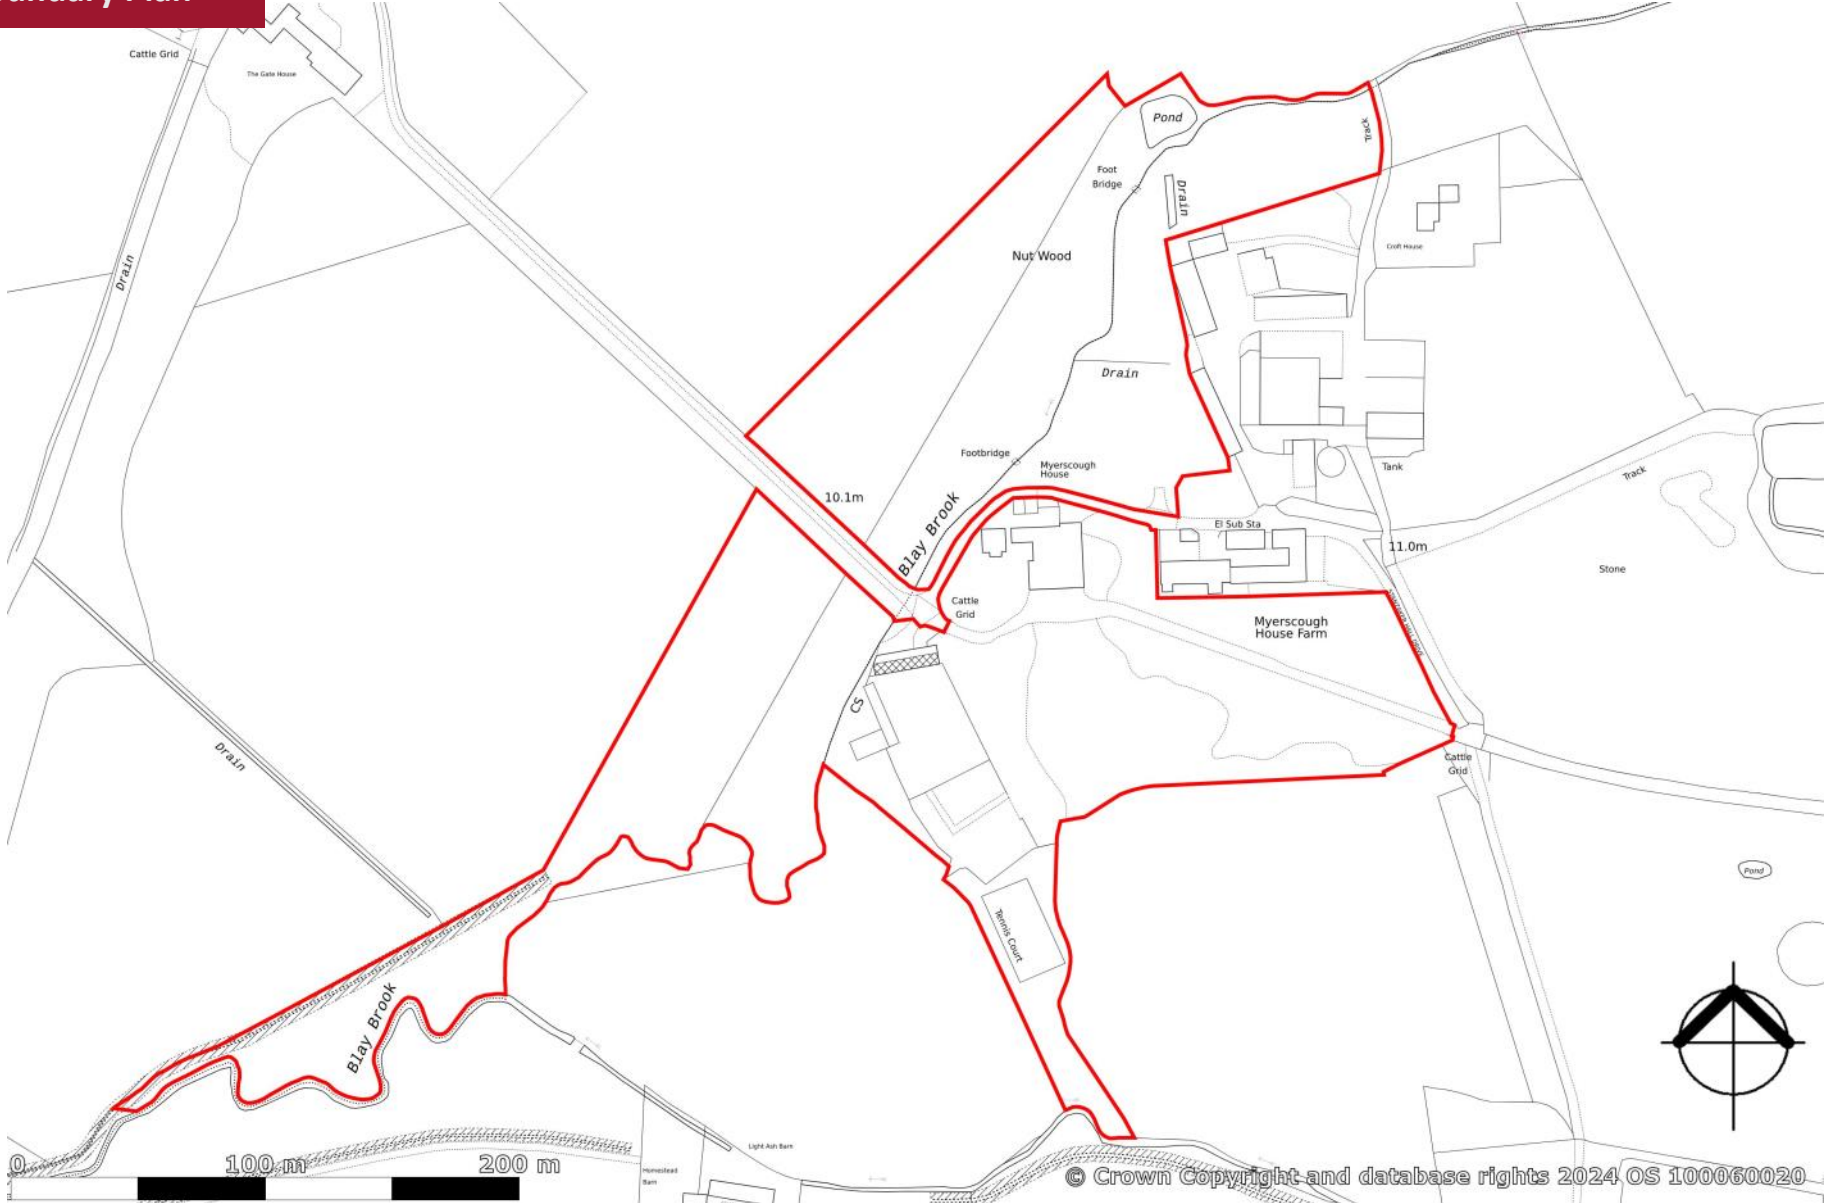 Cattle Grid
The Gate House
Drain
Drain
Pond
Track
Foot
Bridge
Drain
Nut Wood
Croft House
Drain
Footbridge
Myerscough
House
Tank
Track
10.1m
Blay Brook
El Sub Sta
11.0m
Stone
Cattle
Grid
Myerscough
House Farm
CS
Cattle
Grid
Pond
Tennis Court
Blay Brook
Light Ash Barn
Homestead
Barn
0
100 m
200 m
© Crown Copyright and database rights 2024 OS 100060020